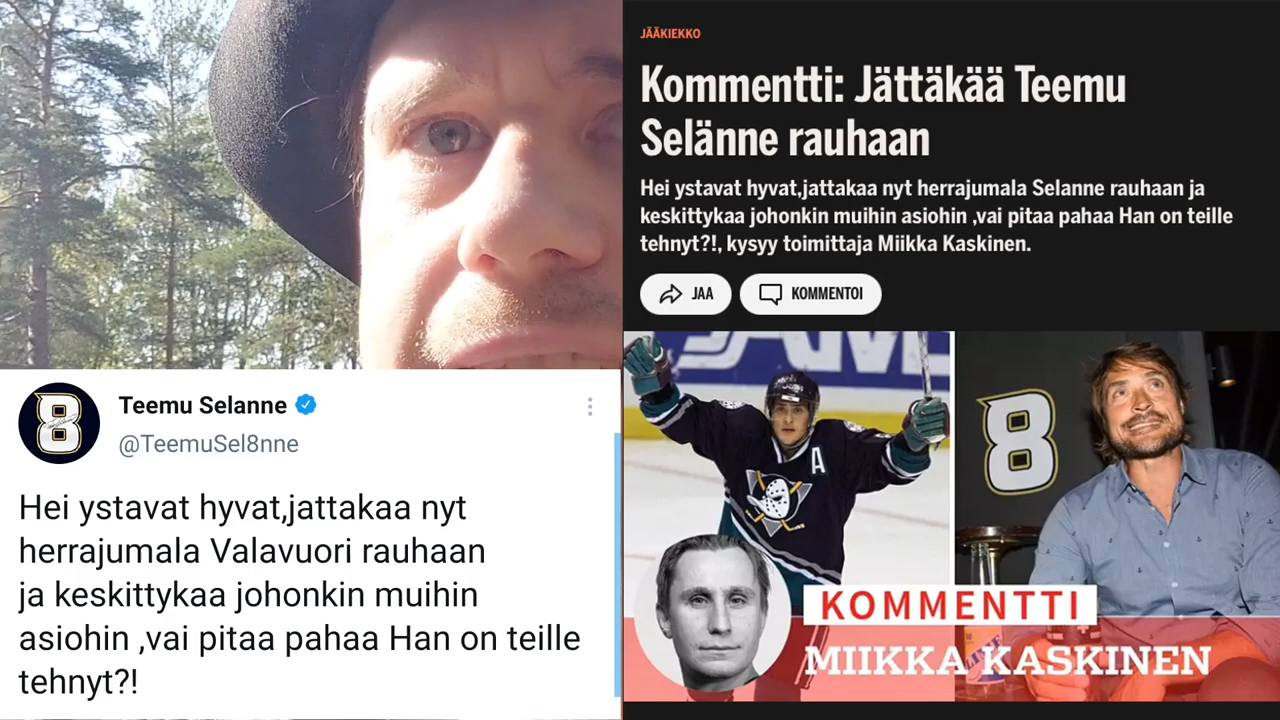 Teemu Selanne
@TeemuSel8nne
Hei ystavat hyvat,jattakaa nyt
herrajumala Valavuori rauhaan
ja keskittykaa johonkin muihin
asiohin ,vai pitaa pahaa Han on teille
tehnyt?!
JÄÄKIEKKO
Kommentti: Jättäkää Teemu
Selänne rauhaan
Hei ystavat hyvat,jattakaa nyt herrajumala Selanne rauhaan ja
keskittykaa johonkin muihin asiohin ,vai pitaa pahaa Han on teille
tehnyt?!, kysyy toimittaja Miikka Kaskinen.
JAA
KOMMENTOI
A
8
KOMMENTTI
MIIKKA KASKINEN